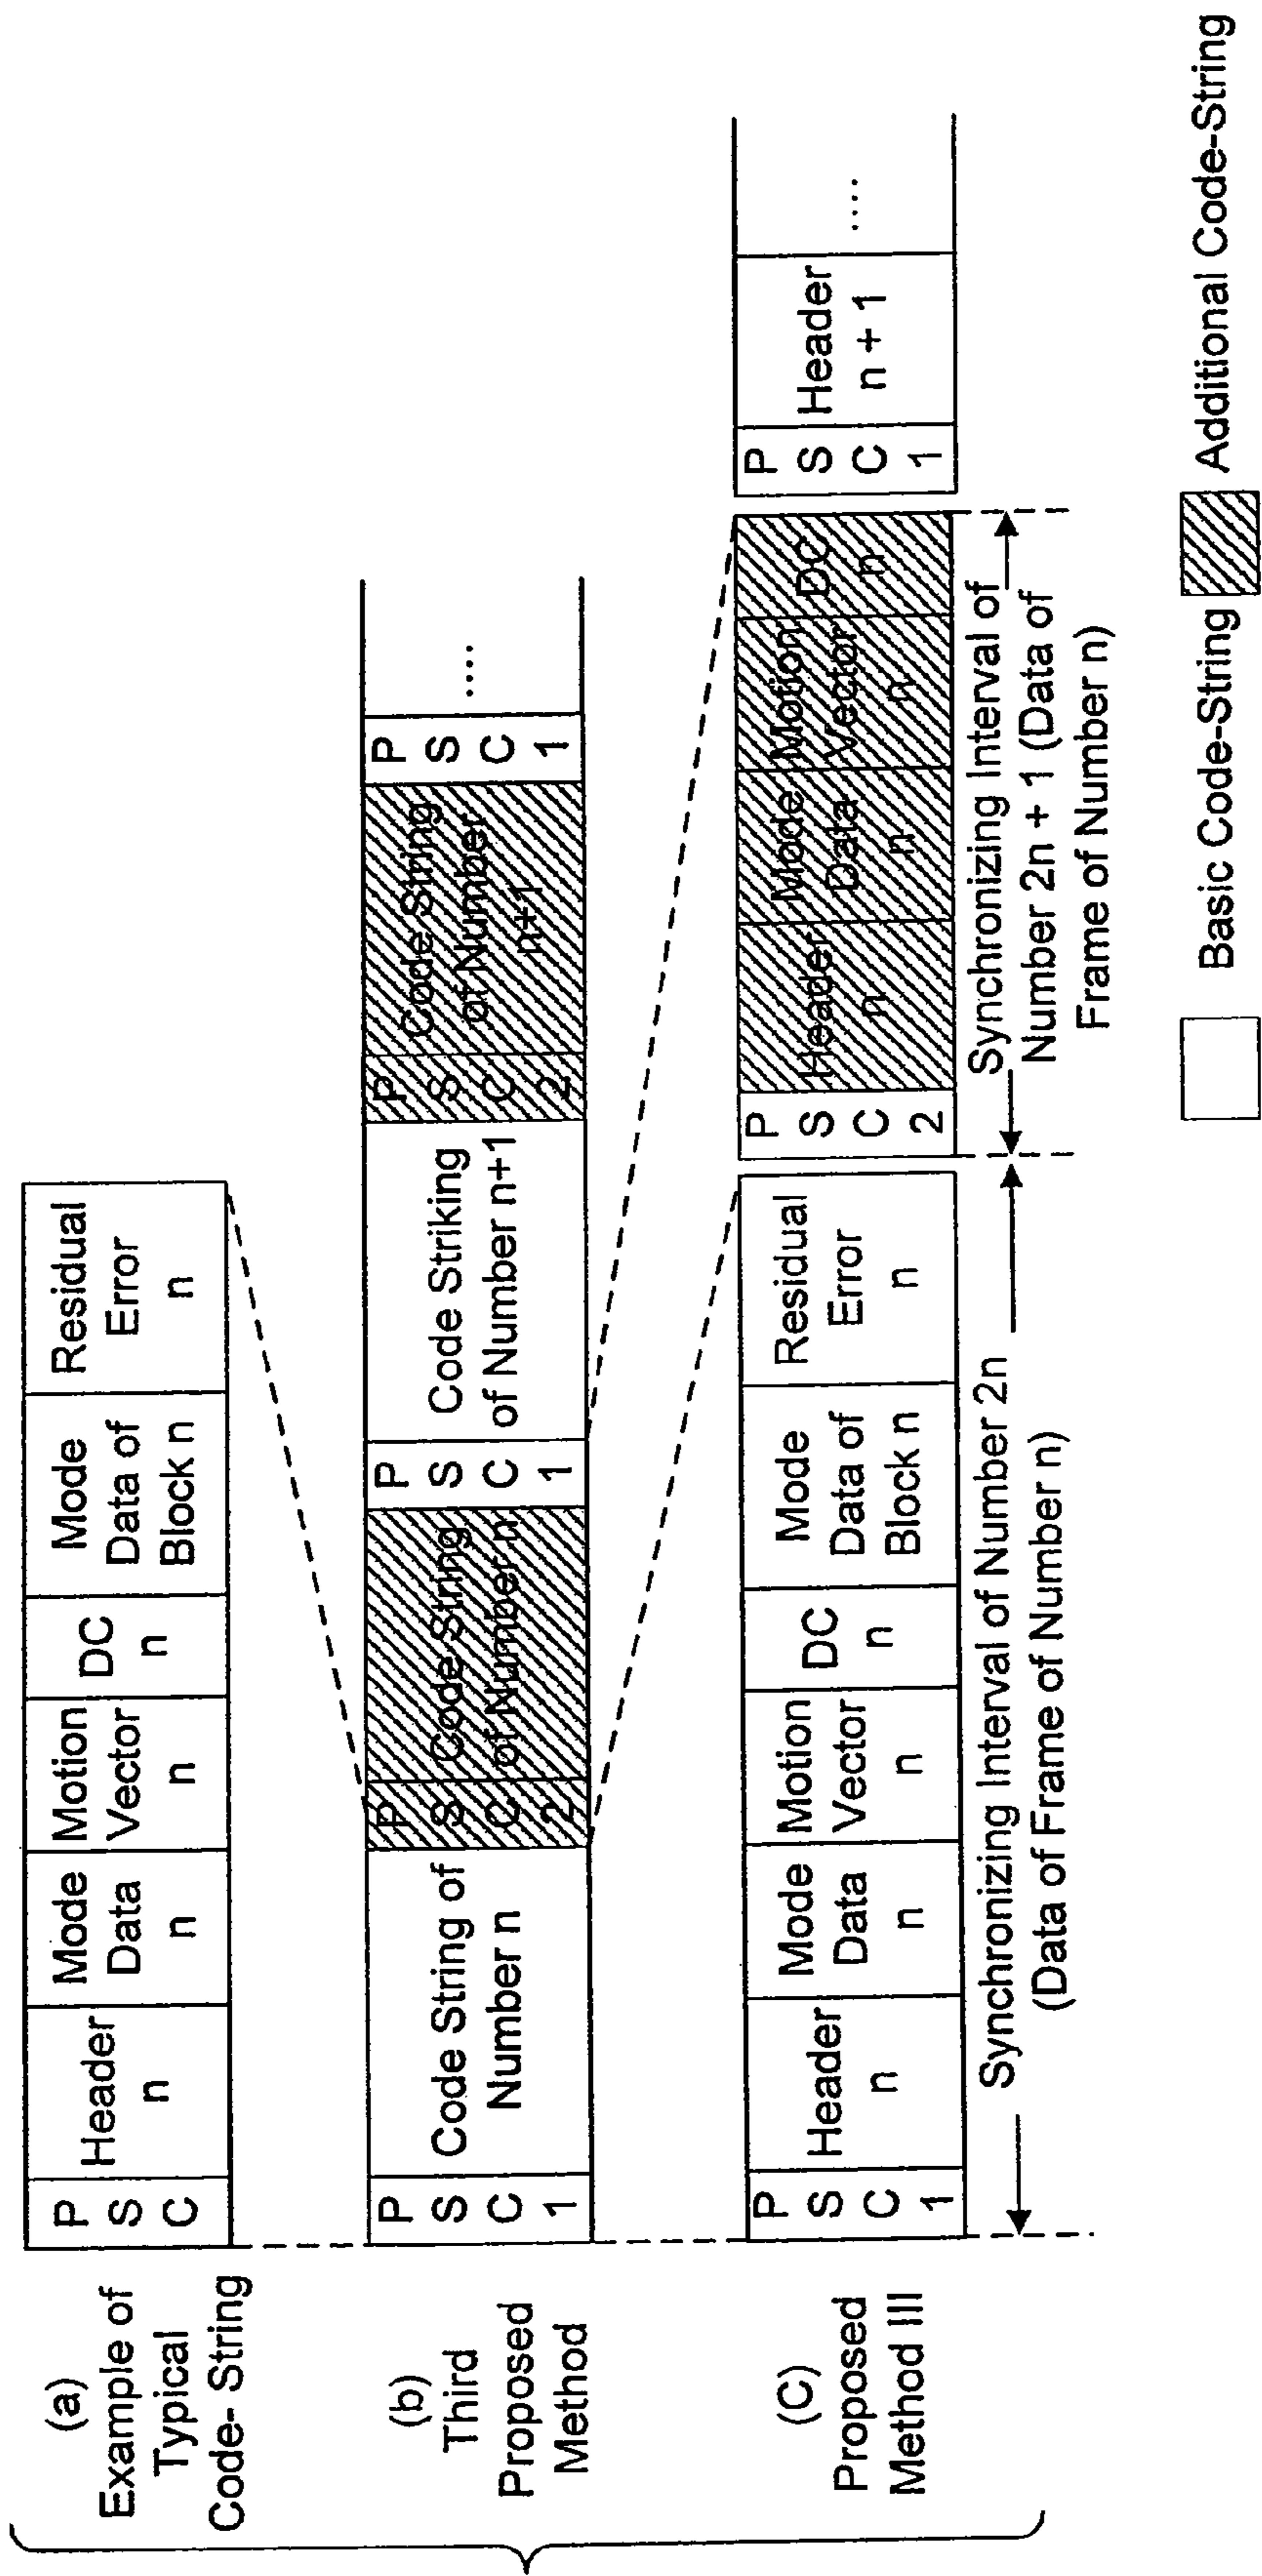 (a)
Example of
Typical
Code- String
P
S
C
Header
n
Mode
Data
n
Motion
Vector
n
DC
n
Mode
Data of
Block n
Residual
Error
n
(b)
Third
Proposed
Method
P
S
C
1
Code String of
Number n
P
S
C
2
Code String
of Number n
P
S
C
1
Code Striking
of Number n+1
P
S
C
2
Code String
of Number
n+1
P
S
C
1
....
(C)
Proposed
Method III
P
S
C
1
Header
n
Mode
Data
n
Motion
Vector
n
DC
n
Mode
Data of
Block n
Residual
Error
n
P
S
C
2
Header
n
Mode
Data
n
Motion
Vector
n
DC
n
P
S
C
1
Header
n + 1
....
Synchronizing Interval of Number 2n
(Data of Frame of Number n)
Synchronizing Interval of
Number 2n + 1 (Data of
Frame of Number n)
Basic Code-String
Additional Code-String